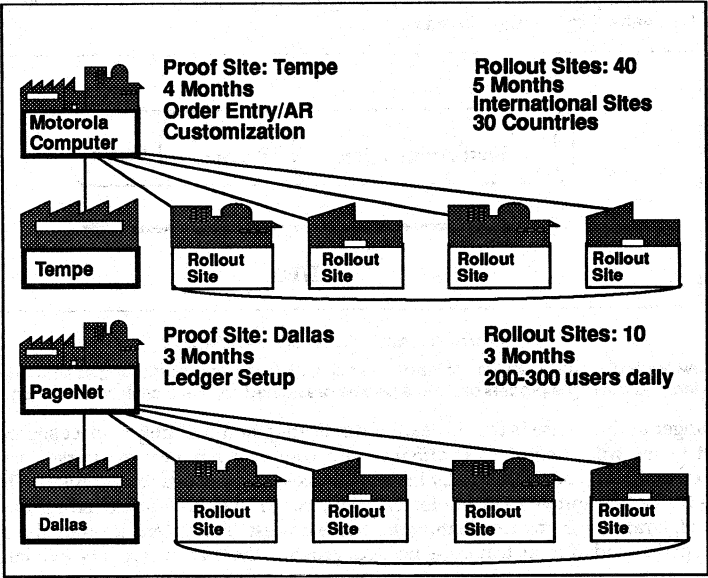 Proof Site: Tempe
4 Months
Order Entry/AR
Customization
Rollout Sites: 40
5 Months
International Sites
30 Countries
Motorola
Computer
Tempe
Rollout
Site
Rollout
Site
Rollout
Site
Rollout
Site
Proof Site: Dallas
3 Months
Ledger Setup
Rollout Sites: 10
3 Months
200-300 users daily
PageNet
Dallas
Rollout
Site
Rollout
Site
Rollout
Site
Rollout
Site